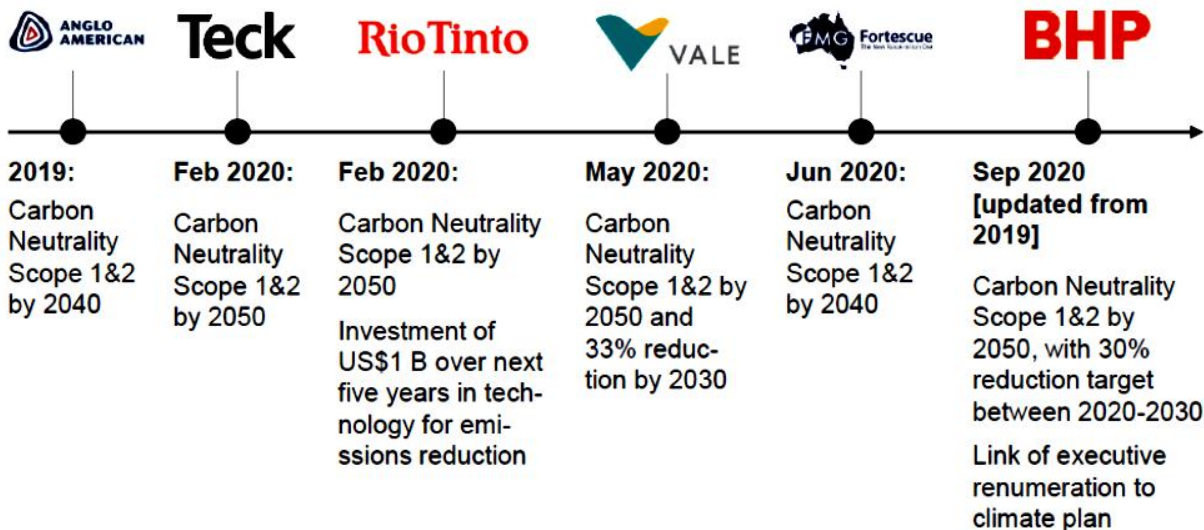 ANGLO
AMERICAN
Teck
RioTinto
VALE
FMG Fortescue
2019:
Carbon
Neutrality
Scope 1&2
by 2040
Feb 2020:
Carbon
Neutrality
Scope 1&2
by 2050
Feb 2020:
Carbon Neutrality
Scope 1&2 by
2050
Investment of
US$1 B over next
five years in tech-
nology for emi-
ssions reduction
May 2020:
Carbon
Neutrality
Scope 1&2 by
2050 and
33% reduc-
tion by 2030
Jun 2020:
Carbon
Neutrality
Scope 1&2
by 2040
BHP
Sep 2020
[updated from
2019]
Carbon Neutrality
Scope 1&2 by
2050, with 30%
reduction target
between 2020-2030
Link of executive
renumeration to
climate plan